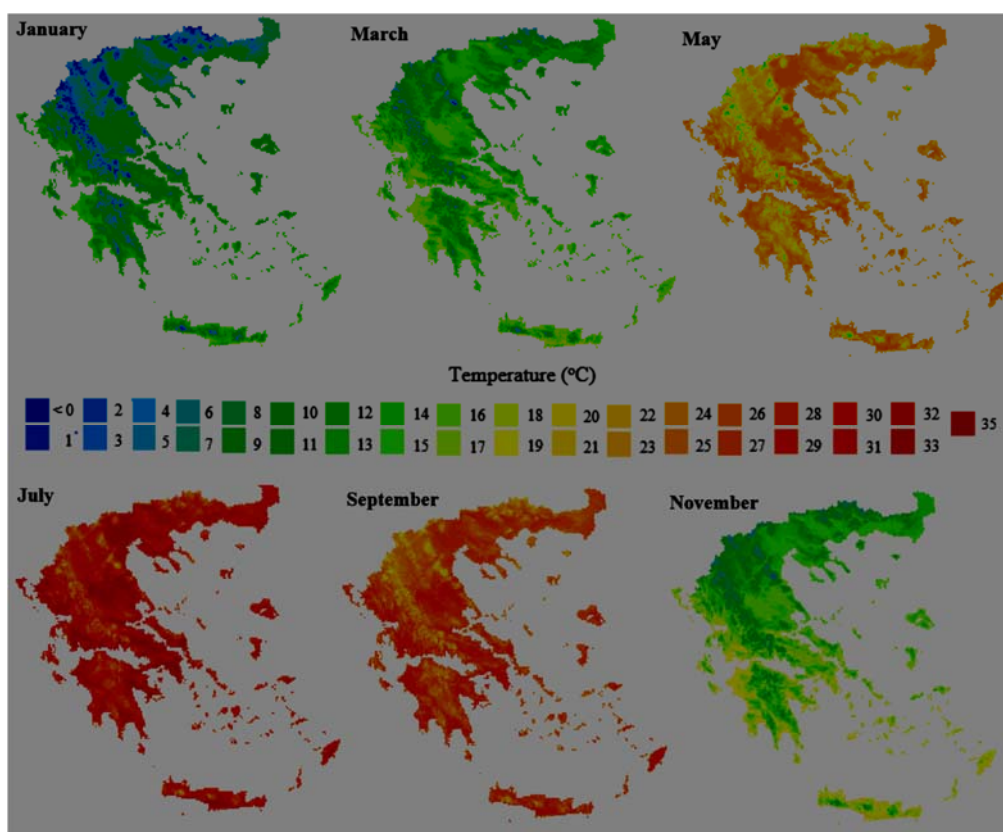 January March May
Temperature (°C)
< 0 2 4 6 8 10 12 14 16 18 20 22 24 26 28 30 32 35
1 3 5 7 9 11 13 15 17 19 21 23 25 27 29 31 33
July September November